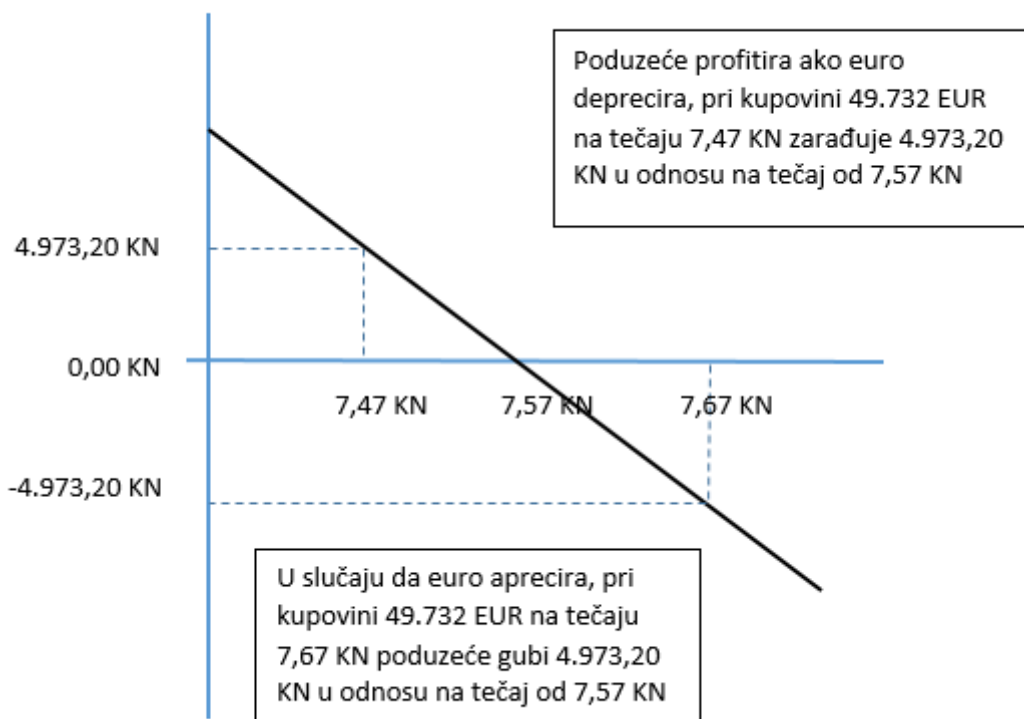 Poduzeće profitira ako euro
deprecira, pri kupovini 49.732 EUR
na tečaju 7,47 KN zarađuje 4.973,20
KN u odnosu na tečaj od 7,57 KN
4.973,20 KN
0,00 KN
7,47 KN
7,57 KN
7,67 KN
-4.973,20 KN
U slučaju da euro aprecira, pri
kupovini 49.732 EUR na tečaju
7,67 KN poduzeće gubi 4.973,20
KN u odnosu na tečaj od 7,57 KN